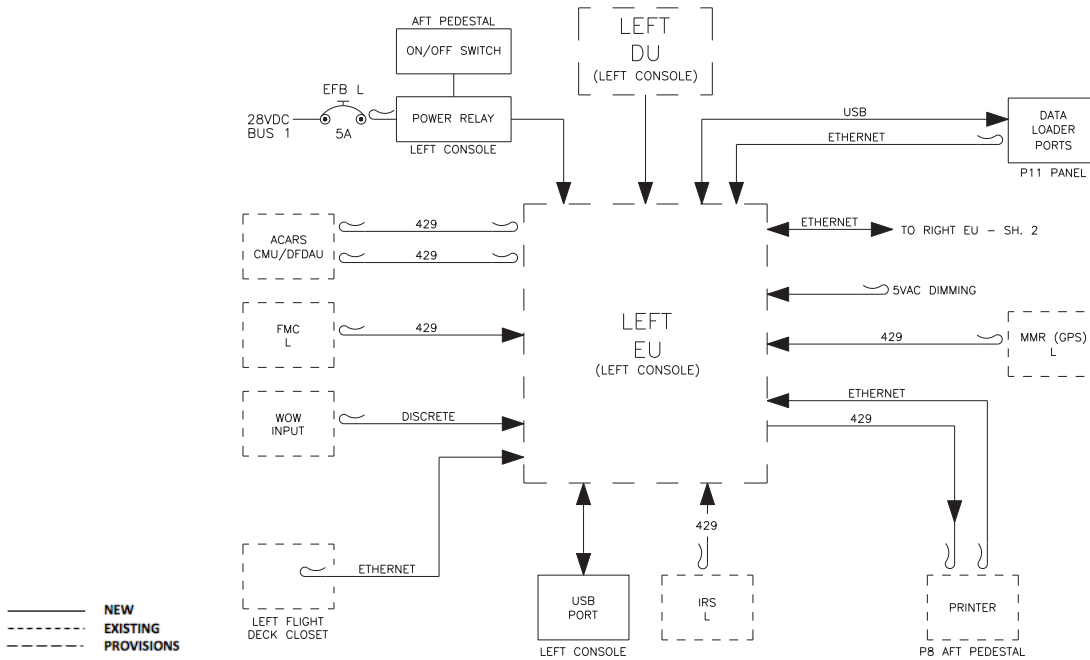 AFT PEDESTAL
ON/OFF SWITCH
LEFT
DU
(LEFT CONSOLE)
EFB L
28VDC
BUS 1
5A
POWER RELAY
LEFT CONSOLE
USB
ETHERNET
DATA
LOADER
PORTS
P11 PANEL
ACARS
CMU/DFDAU
429
429
ETHERNET
TO RIGHT EU - SH. 2
5VAC DIMMING
FMC
L
429
LEFT
EU
(LEFT CONSOLE)
429
MMR (GPS)
L
WOW
INPUT
DISCRETE
ETHERNET
429
ETHERNET
LEFT FLIGHT
DECK CLOSET
USB
PORT
LEFT CONSOLE
429
IRS
L
PRINTER
P8 AFT PEDESTAL
NEW
EXISTING
PROVISIONS